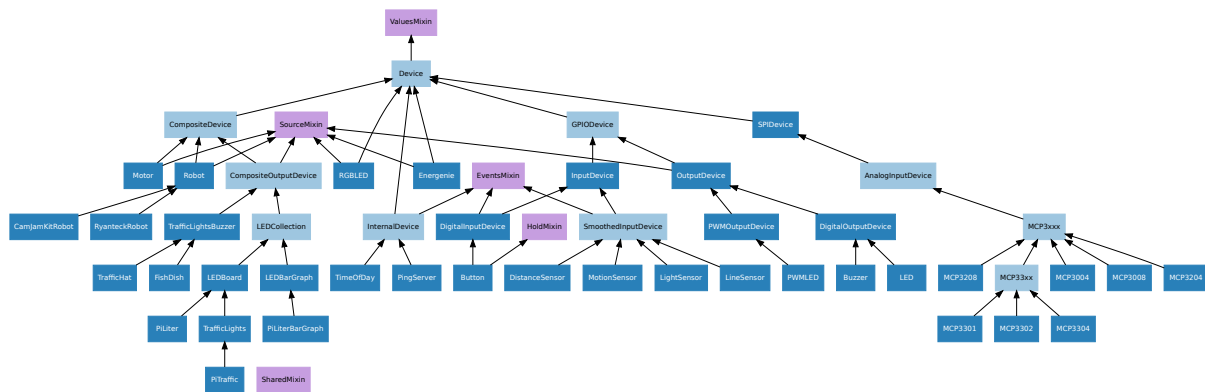 ValuesMixin
Device
CompositeDevice
SourceMixin
GPIODevice
SPIDevice
Motor
Robot
CompositeOutputDevice
RGBLED
Energenie
EventsMixin
InputDevice
OutputDevice
AnalogInputDevice
CamJamKitRobot
RyanteckRobot
TrafficLightsBuzzer
LEDCollection
InternalDevice
DigitalInputDevice
HoldMixin
SmoothedInputDevice
PWMOutputDevice
DigitalOutputDevice
MCP3xxx
TrafficHat
FishDish
LEDBoard
LEDBarGraph
TimeOfDay
PingServer
Button
DistanceSensor
MotionSensor
LightSensor
LineSensor
PWMLED
Buzzer
LED
MCP3208
MCP33xx
MCP3004
MCP3008
MCP3204
PiLiter
TrafficLights
PiLiterBarGraph
MCP3301
MCP3302
MCP3304
PiTraffic
SharedMixin